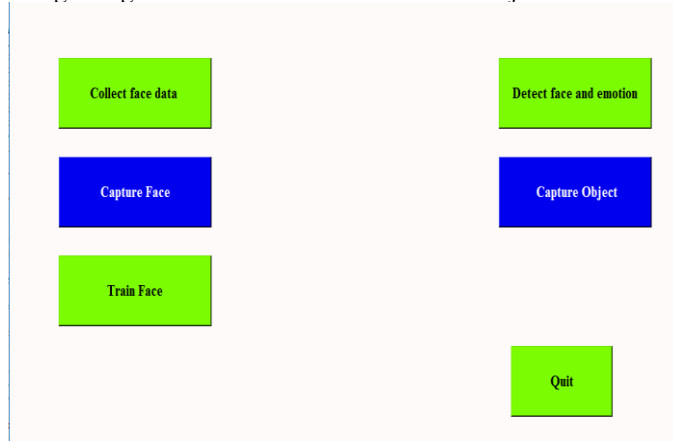 Collect face data
Detect face and emotion
Capture Face
Capture Object
Train Face
Quit